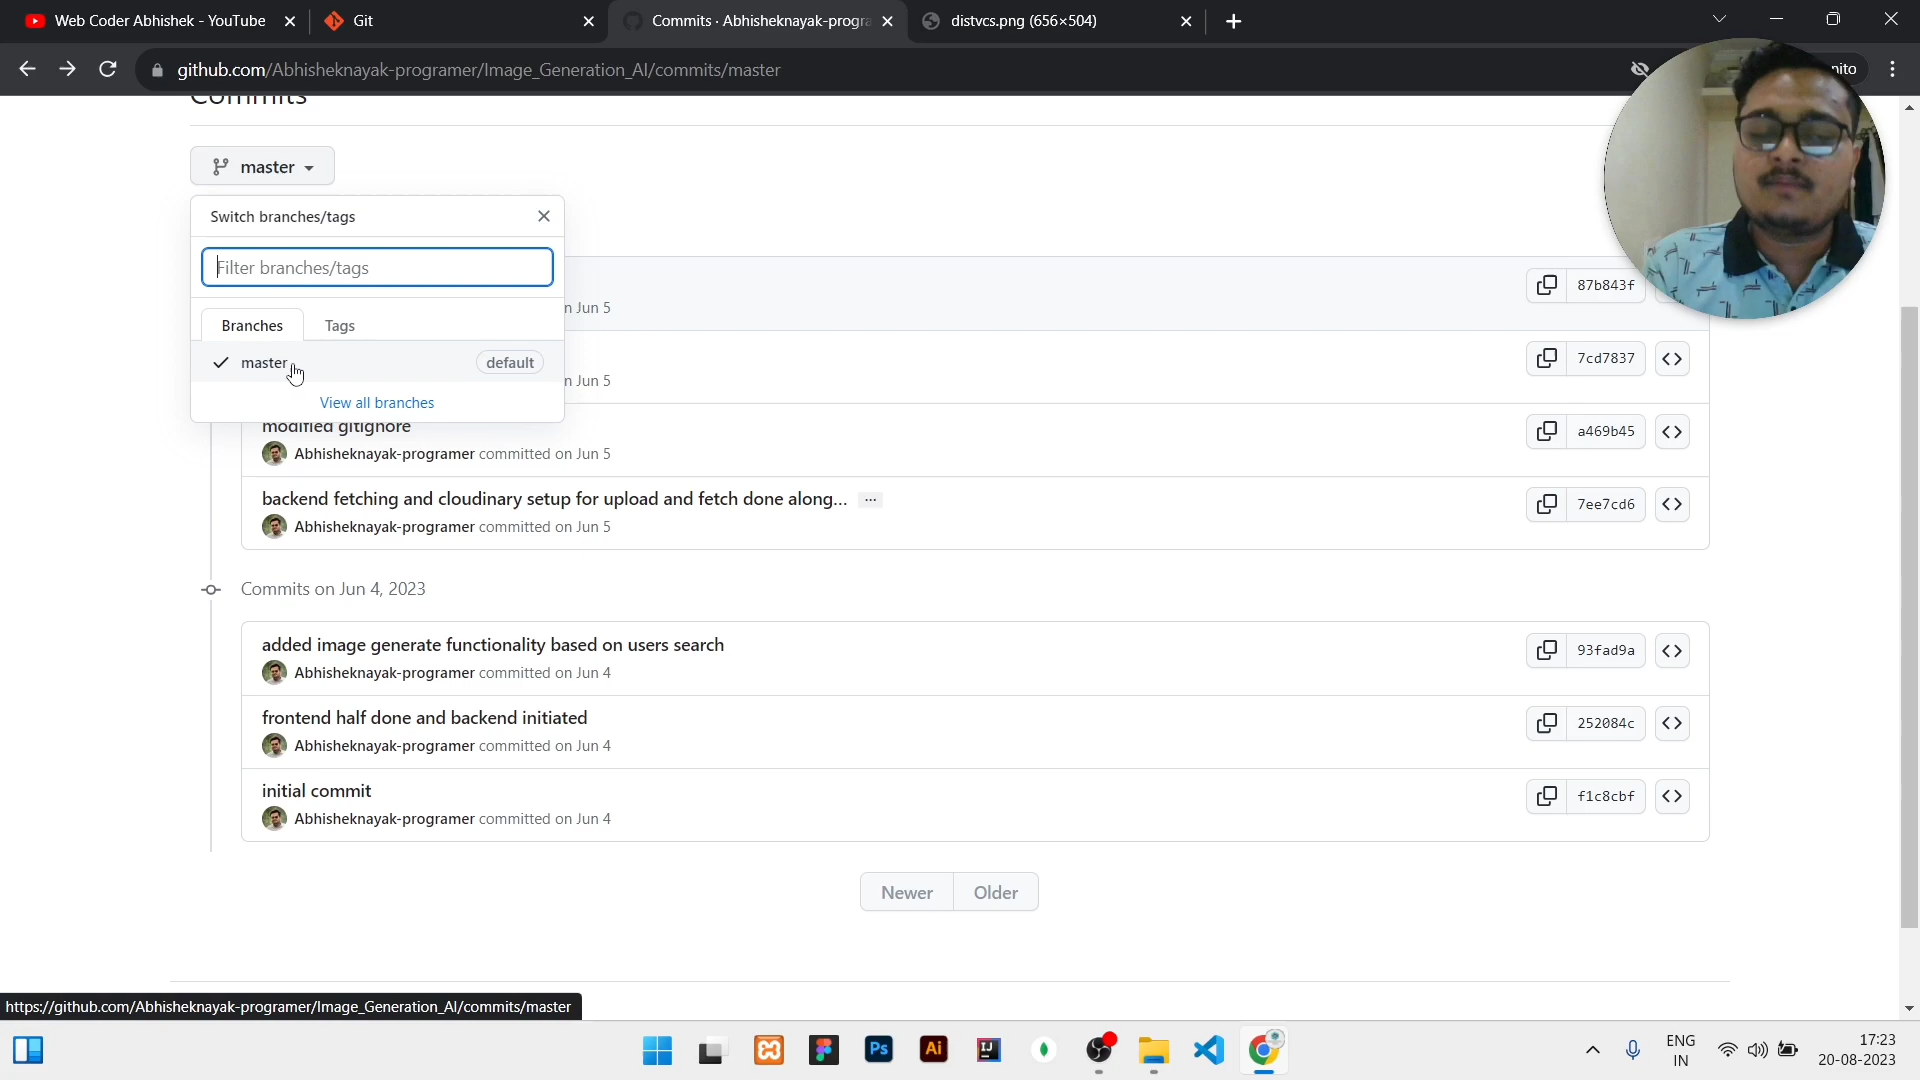 Web Coder Abhishek - YouTube
Git
Commits · Abhisheknayak-progra
distvcs.png (656×504)
github.com/Abhisheknayak-programer/Image_Generation_AI/commits/master
nito
Commits
master
Switch branches/tags
Filter branches/tags
Branches
Tags
master
default
View all branches
n Jun 5
87b843f
n Jun 5
7cd7837
modified gitignore
Abhisheknayak-programer committed on Jun 5
a469b45
backend fetching and cloudinary setup for upload and fetch done along... ...
Abhisheknayak-programer committed on Jun 5
7ee7cd6
Commits on Jun 4, 2023
added image generate functionality based on users search
Abhisheknayak-programer committed on Jun 4
93fad9a
frontend half done and backend initiated
Abhisheknayak-programer committed on Jun 4
252084c
initial commit
Abhisheknayak-programer committed on Jun 4
f1c8cbf
Newer
Older
https://github.com/Abhisheknayak-programer/Image_Generation_AI/commits/master
Ps
Ai
IJ
ENG
IN
17:23
20-08-2023